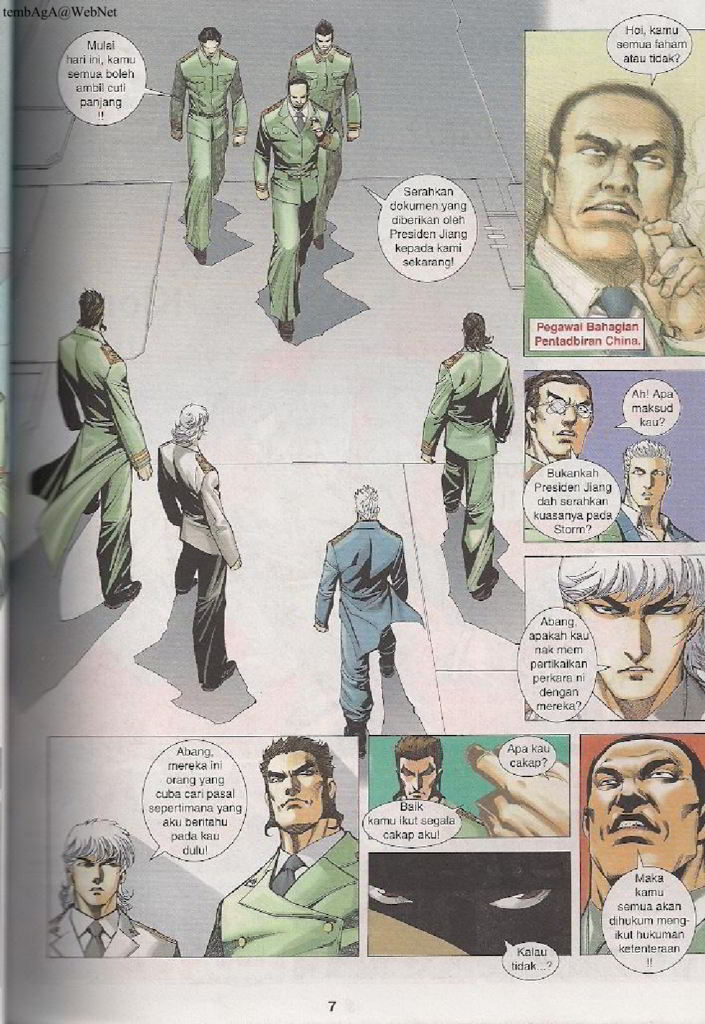 tembAgA@WebNet
Mulai
hari ini, kamu
semua boleh
ambil cuti
panjang
!!
Serahkan
dokumen yang
diberikan oleh
Presiden Jiang
kepada kami
sekarang!
Hoi, kamu
semua faham
atau tidak?
Pegawai Bahagian
Pentadbiran China.
Ah! Apa
maksud
kau?
Bukankah
Presiden Jiang
dah serahkan
kuasanya pada
Storm?
Abang,
apakah kau
nak mem
pertikaikan
perkara ni
dengan
mereka?
Abang,
mereka ini
orang yang
cuba cari pasal
sepertimana yang
aku beritahu
pada kau
dulu!
Apa kau
cakap?
Baik
kamu ikut segala
cakap aku!
Kalau
tidak...?
Maka
kamu
semua akan
dihukum meng-
ikut hukuman
ketenteraan
!!
7